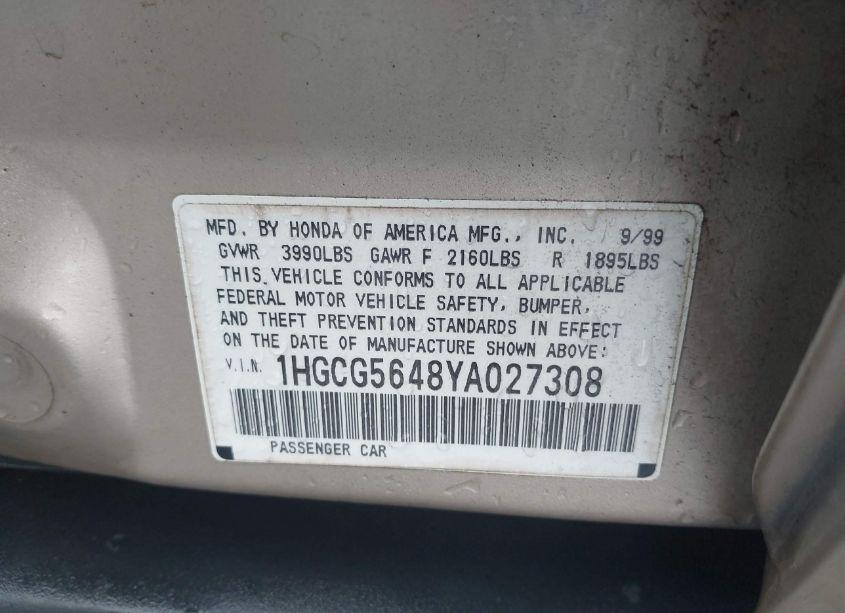 MFD. BY HONDA OF AMERICA MFG., INC. 9/99
GVWR 3990LBS GAWR F 2160LBS R 1895LBS
THIS VEHICLE CONFORMS TO ALL APPLICABLE
FEDERAL MOTOR VEHICLE SAFETY, BUMPER,
AND THEFT PREVENTION STANDARDS IN EFFECT
ON THE DATE OF MANUFACTURE SHOWN ABOVE:
V.I.N. 1HGCG5648YA027308
PASSENGER CAR